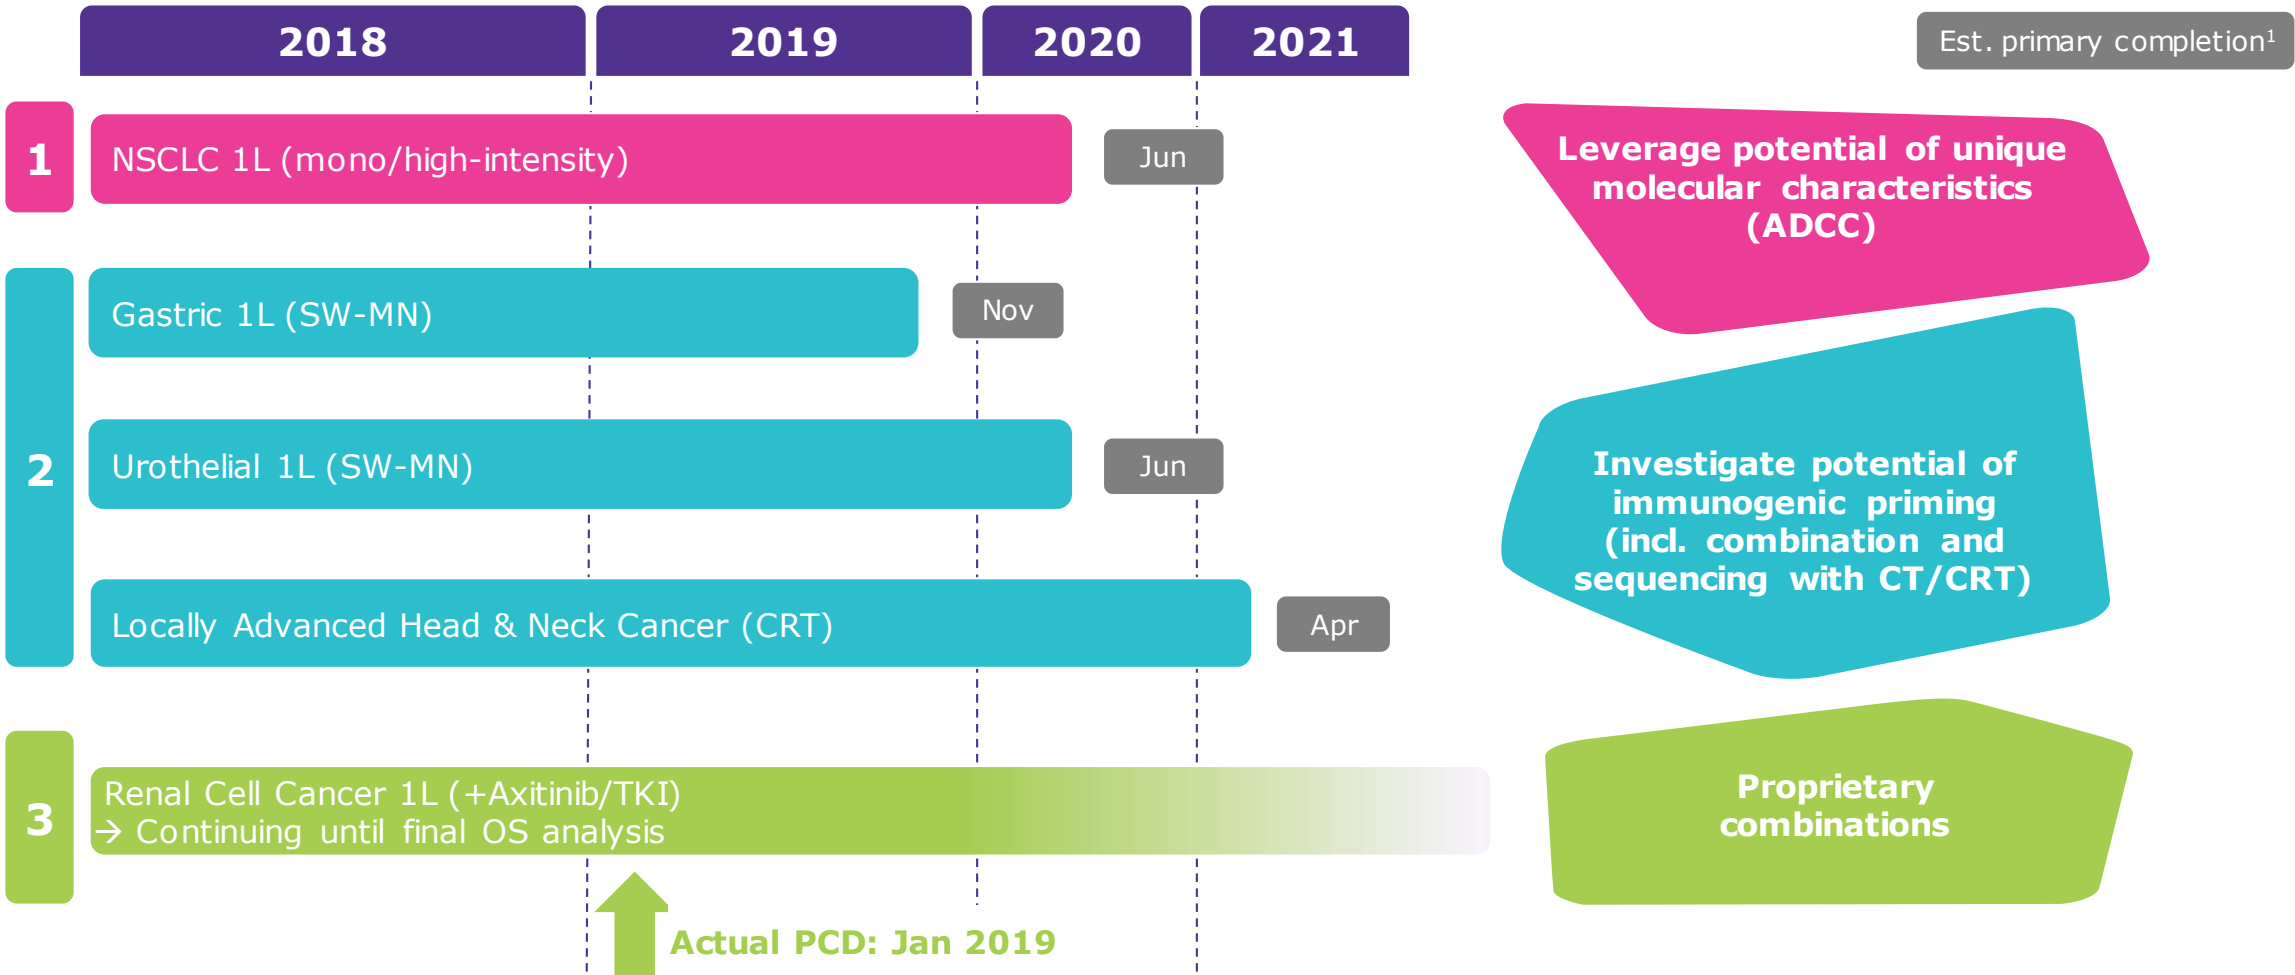 2018 2019 2020 2021
Est. primary completion¹
1
NSCLC 1L (mono/high-intensity)
Jun
Leverage potential of unique
molecular characteristics
(ADCC)
2
Gastric 1L (SW-MN)
Nov
Urothelial 1L (SW-MN)
Jun
Locally Advanced Head & Neck Cancer (CRT)
Apr
Investigate potential of
immunogenic priming
(incl. combination and
sequencing with CT/CRT)
3
Renal Cell Cancer 1L (+Axitinib/TKI)
→ Continuing until final OS analysis
Actual PCD: Jan 2019
Proprietary
combinations